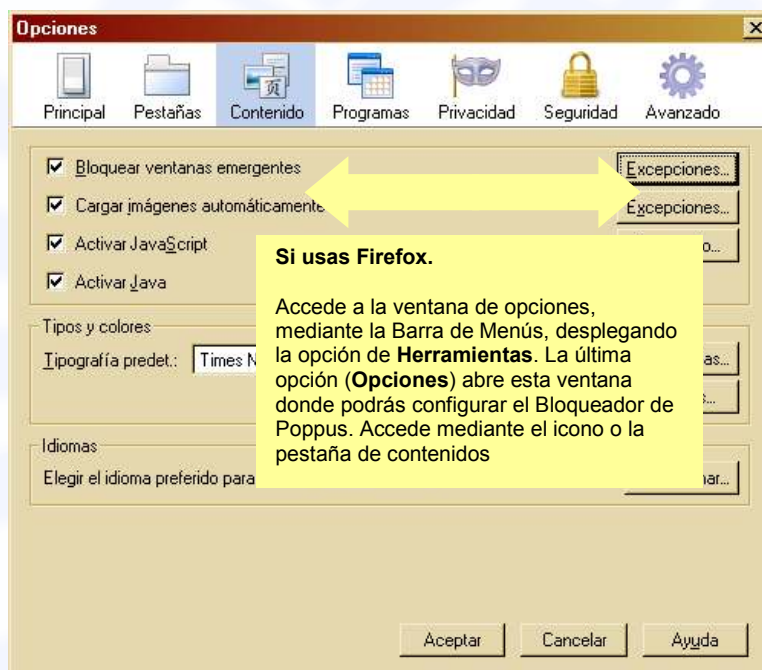 Opciones
Principal Pestañas Contenido Programas Privacidad Seguridad Avanzado
Bloquear ventanas emergentes Excepciones...
Cargar imágenes automáticamente Excepciones...
Activar JavaScript
Activar Java
Si usas Firefox.
Accede a la ventana de opciones,
mediante la Barra de Menús, desplegando
la opción de Herramientas. La última
opción (Opciones) abre esta ventana
donde podrás configurar el Bloqueador de
Poppus. Accede mediante el icono o la
pestaña de contenidos
Tipos y colores
Tipografía predet.: Times N
Idiomas
Elegir el idioma preferido para
Aceptar Cancelar Ayuda